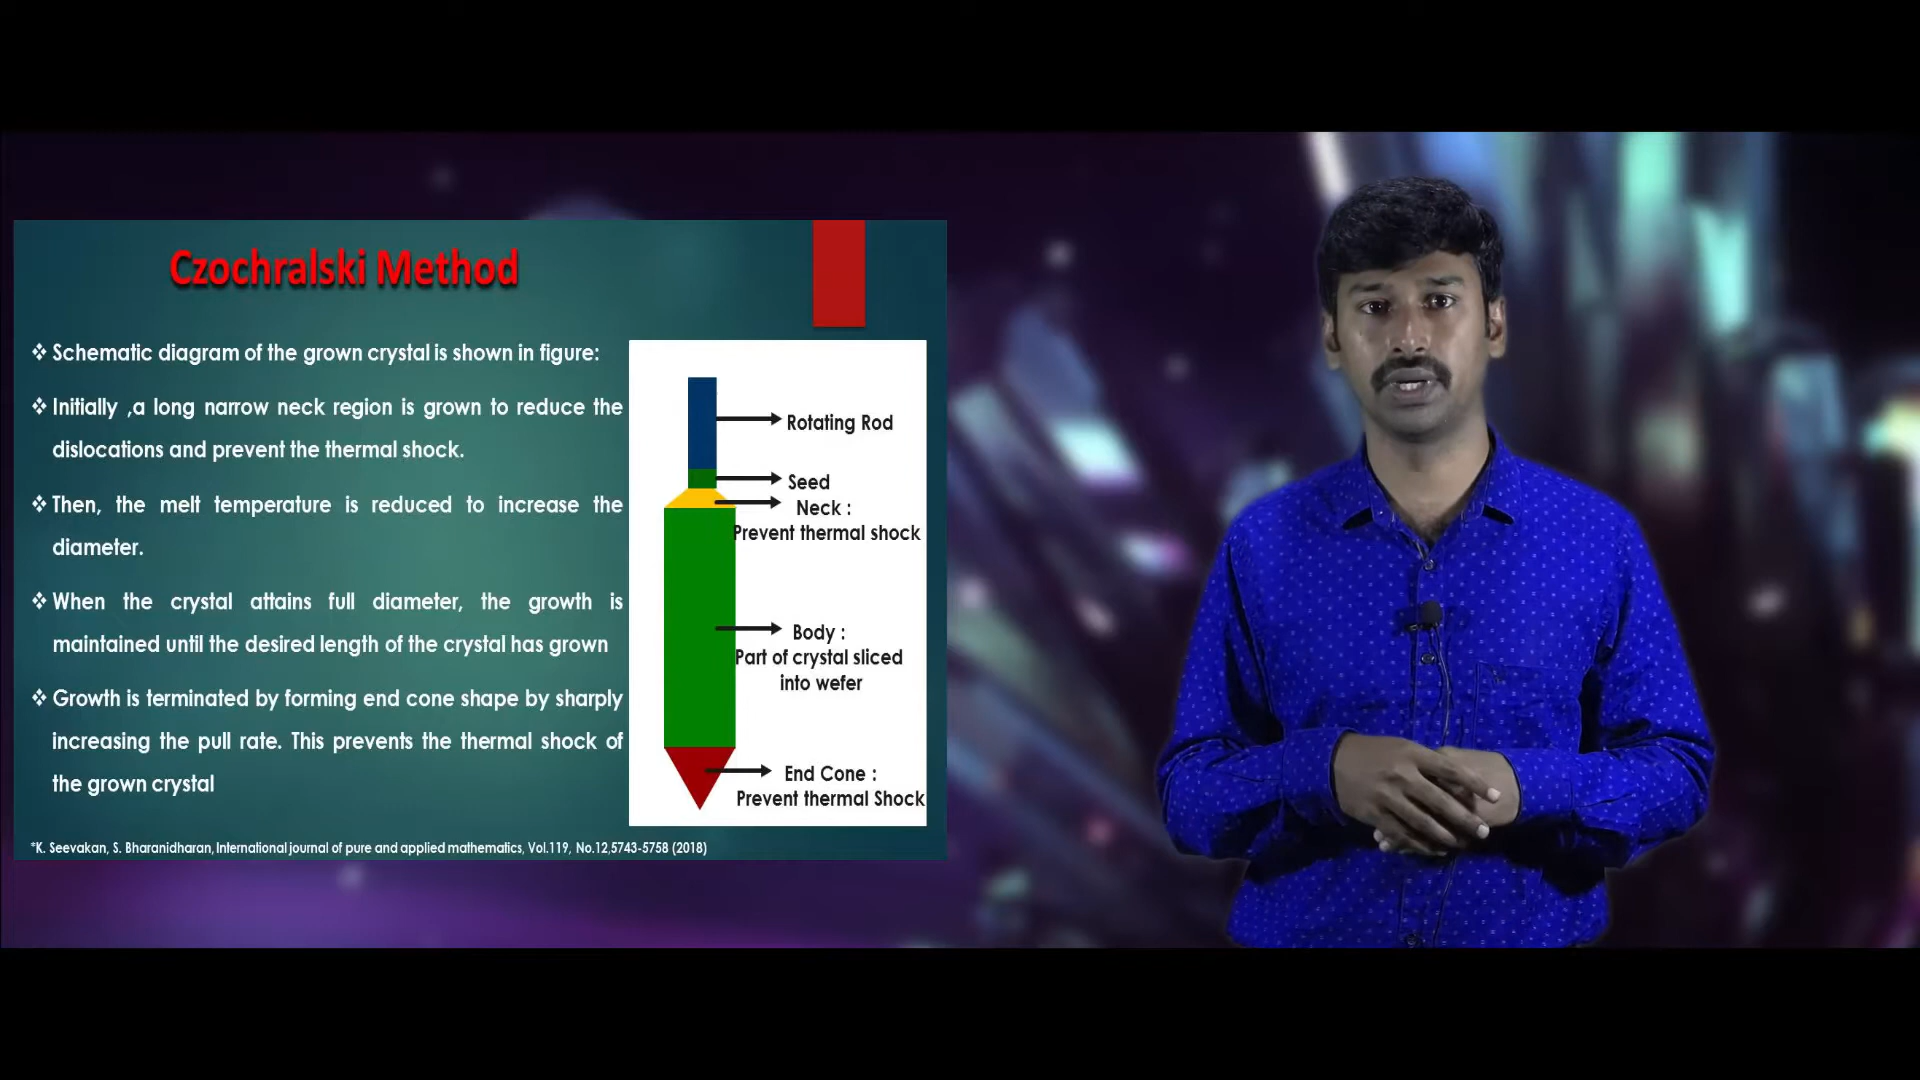 Czochralski Method
❖ Schematic diagram of the grown crystal is shown in figure:
❖ Initially ,a long narrow neck region is grown to reduce the
dislocations and prevent the thermal shock.
❖ Then, the melt temperature is reduced to increase the
diameter.
❖ When the crystal attains full diameter, the growth is
maintained until the desired length of the crystal has grown
❖ Growth is terminated by forming end cone shape by sharply
increasing the pull rate. This prevents the thermal shock of
the grown crystal
Rotating Rod
Seed
Neck :
Prevent thermal shock
Body :
Part of crystal sliced
into wefer
End Cone :
Prevent thermal Shock
*K. Seevakan, S. Bharanidharan, International journal of pure and applied mathematics, Vol.119, No.12,5743-5758 (2018)